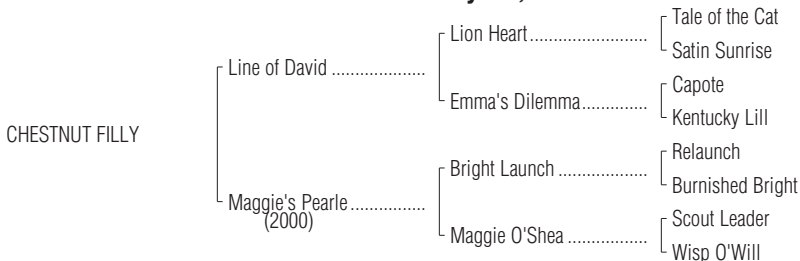 Tale of the Cat
Lion Heart..............................
Satin Sunrise
Line of David ....................
Capote
Emma's Dilemma..............
Kentucky Lill
CHESTNUT FILLY
Relaunch
Bright Launch ...................
Burnished Bright
Maggie's Pearle................
(2000)
Scout Leader
Maggie O'Shea .................
Wisp O'Will